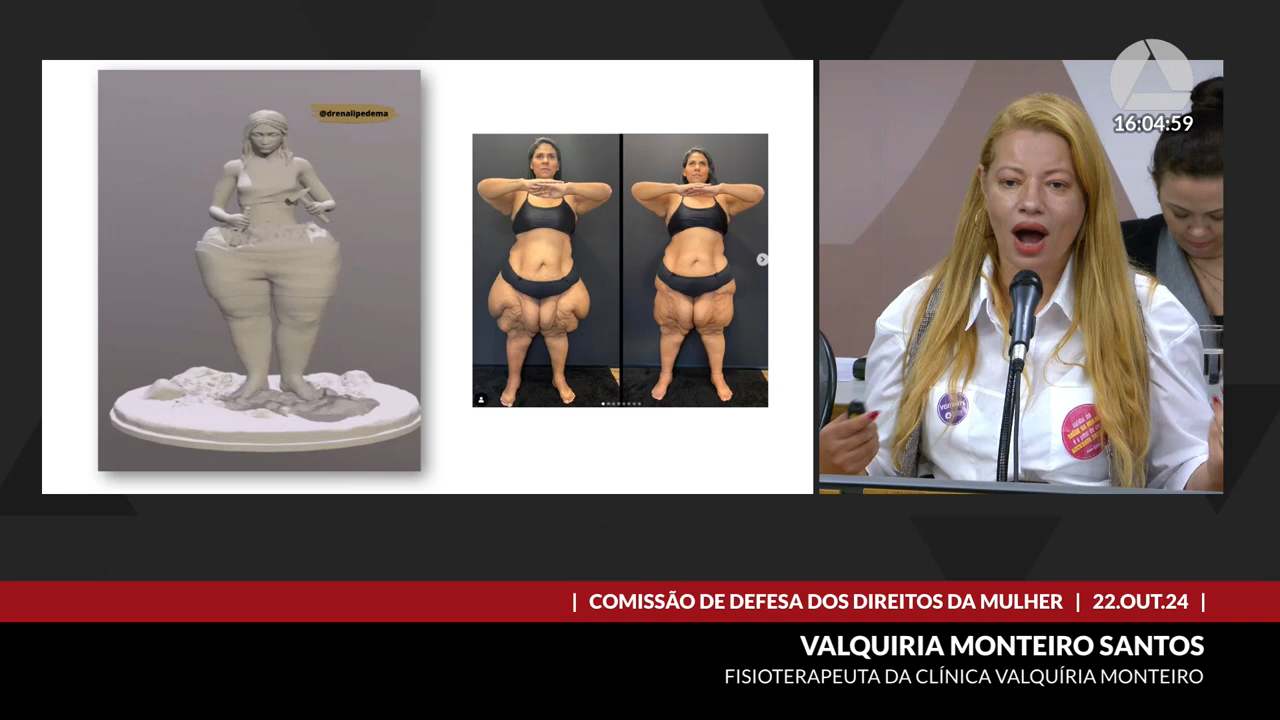 @drenalipedema
16:04:59
| COMISSÃO DE DEFESA DOS DIREITOS DA MULHER | 22.OUT.24 |
VALQUIRIA MONTEIRO SANTOS
FISIOTERAPEUTA DA CLÍNICA VALQUÍRIA MONTEIRO